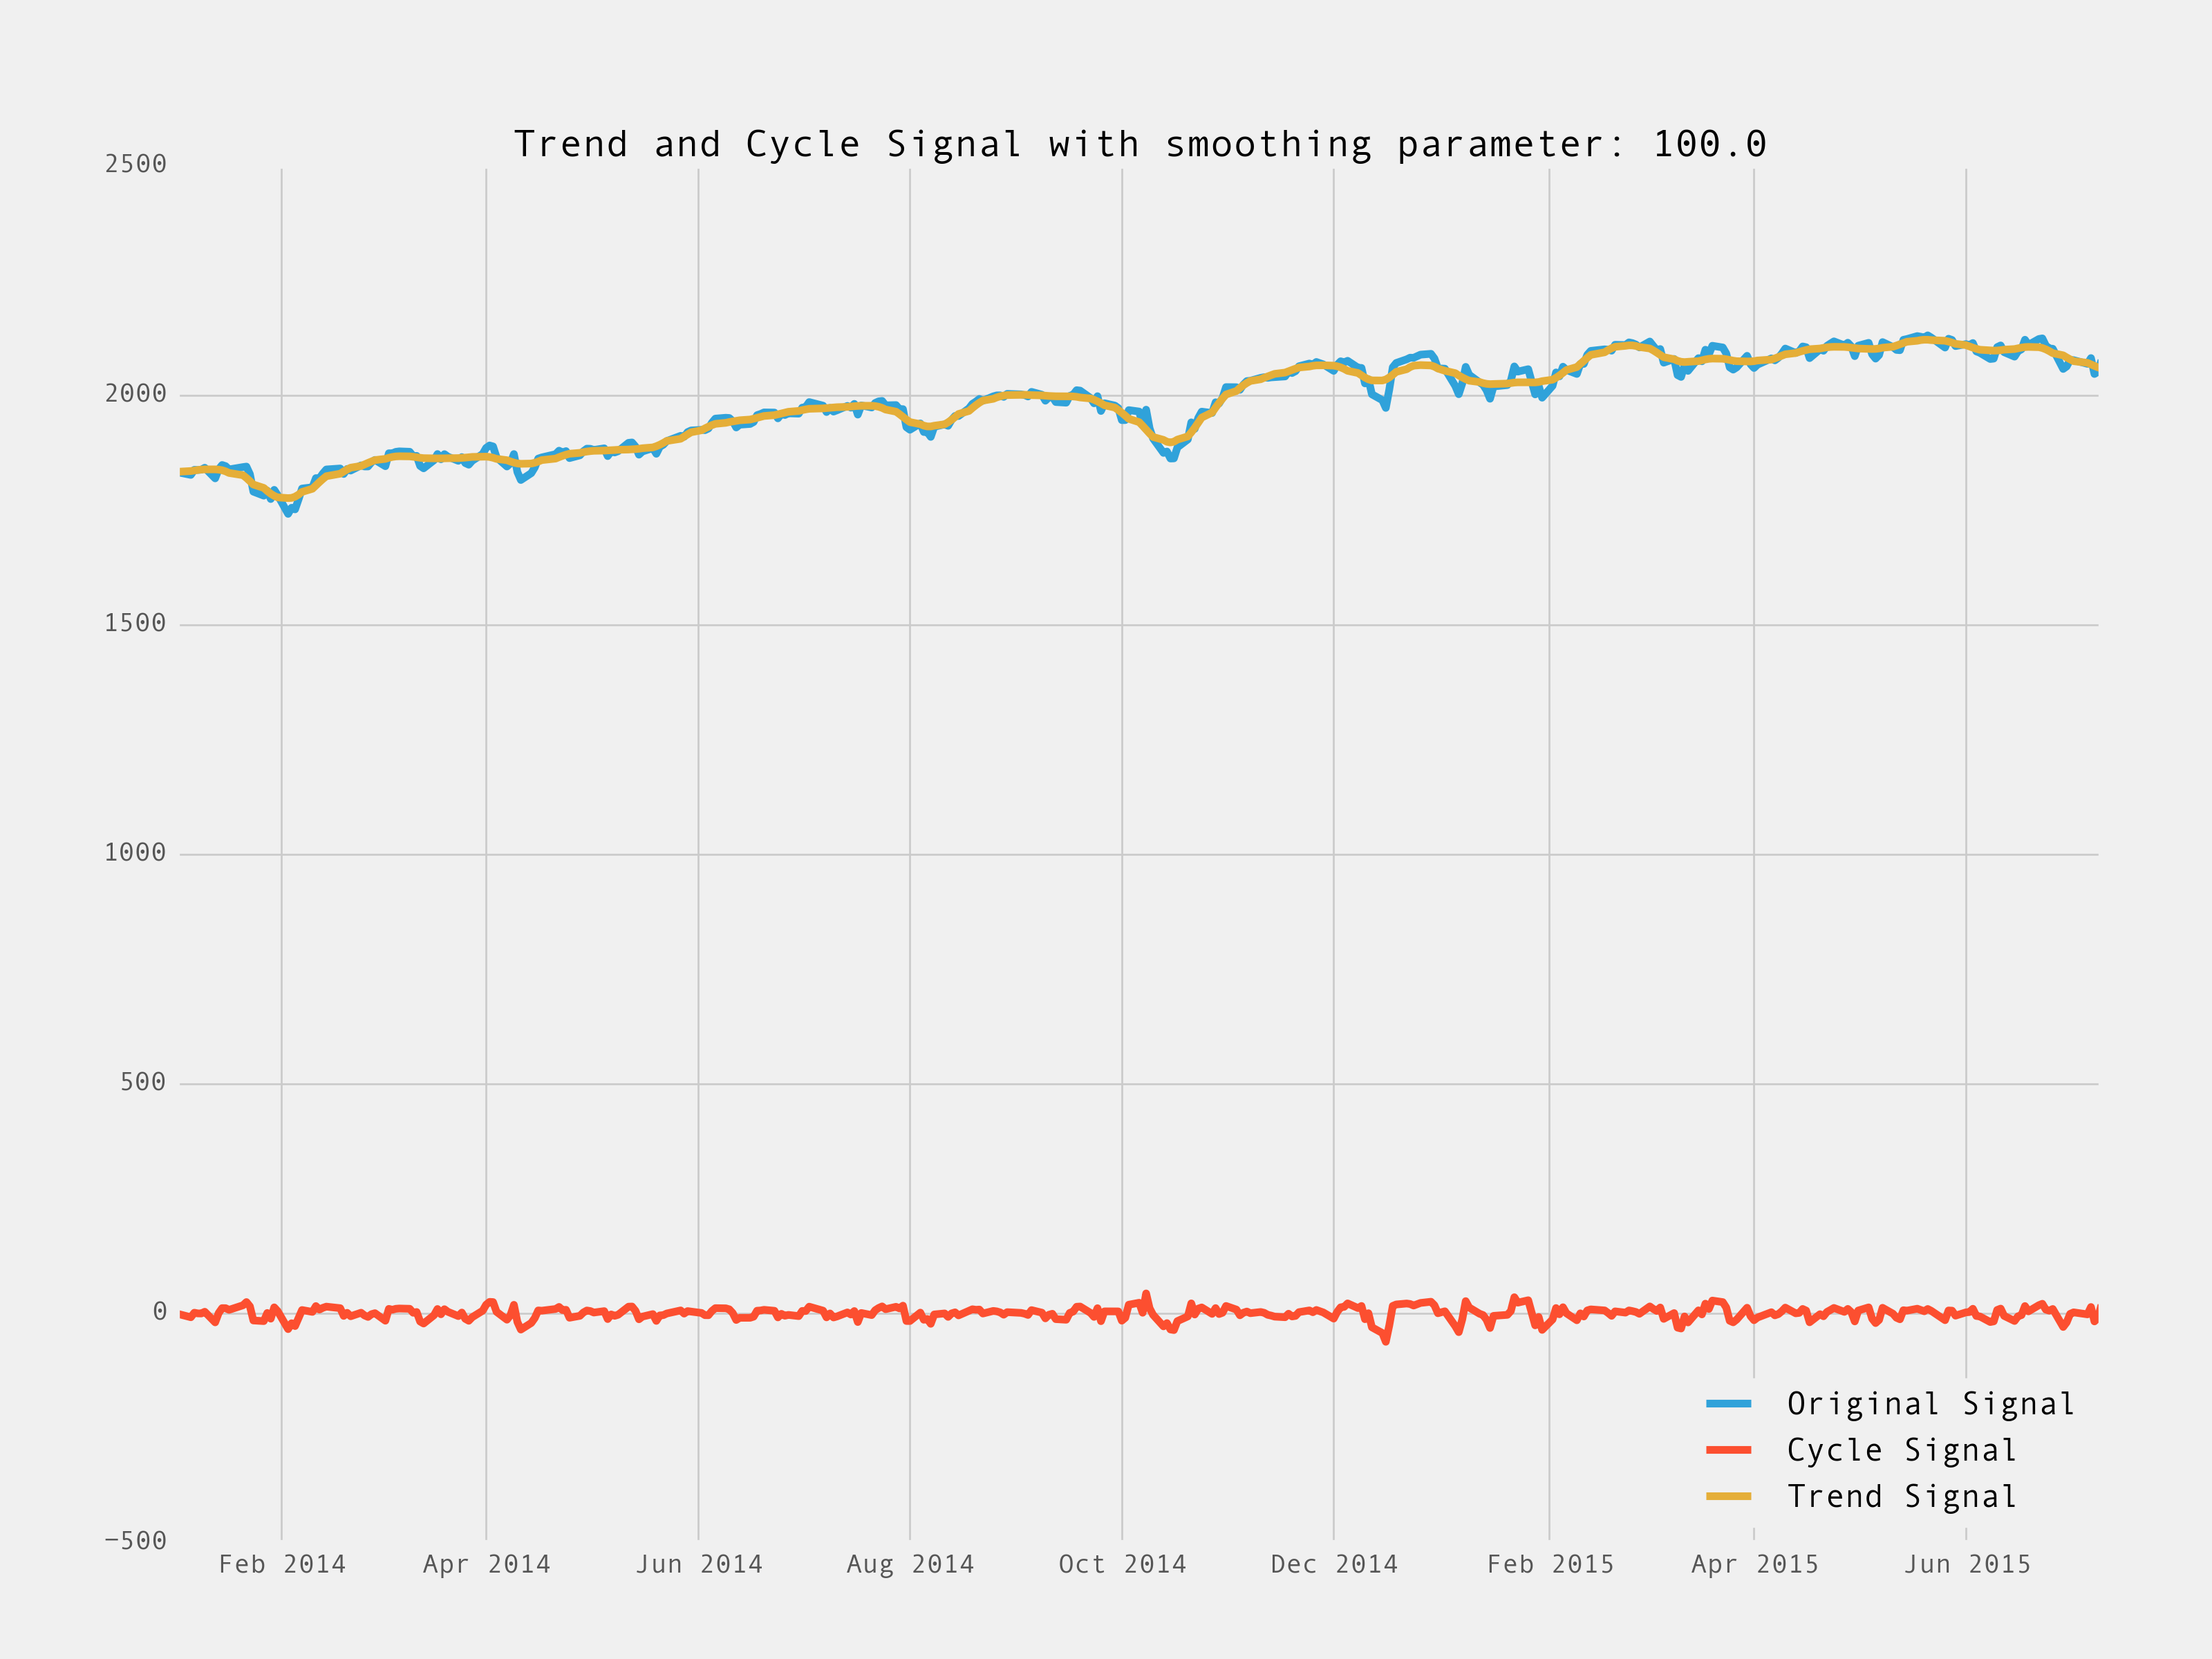 Trend and Cycle Signal with smoothing parameter: 100.0
2500
2000
1500
1000
500
0
−500
Original Signal
Cycle Signal
Trend Signal
Feb 2014 Apr 2014 Jun 2014 Aug 2014 Oct 2014 Dec 2014 Feb 2015 Apr 2015 Jun 2015